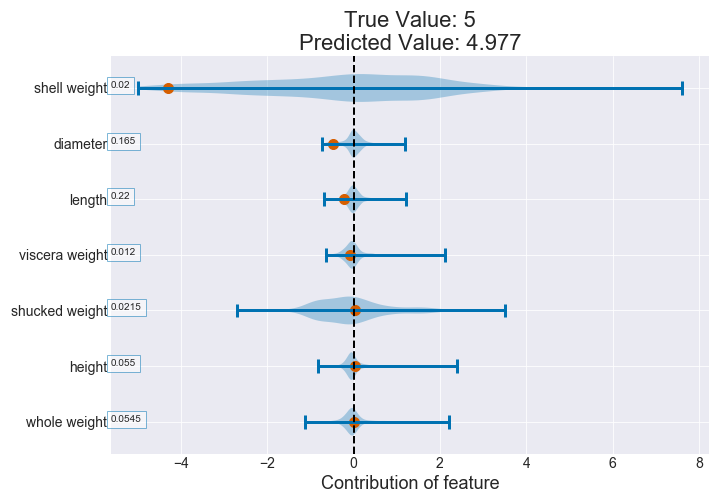 True Value: 5
Predicted Value: 4.977
shell weight 0.02
diameter 0.165
length 0.22
viscera weight 0.012
shucked weight 0.0215
height 0.055
whole weight 0.0545
−4 −2 0 2 4 6 8
Contribution of feature